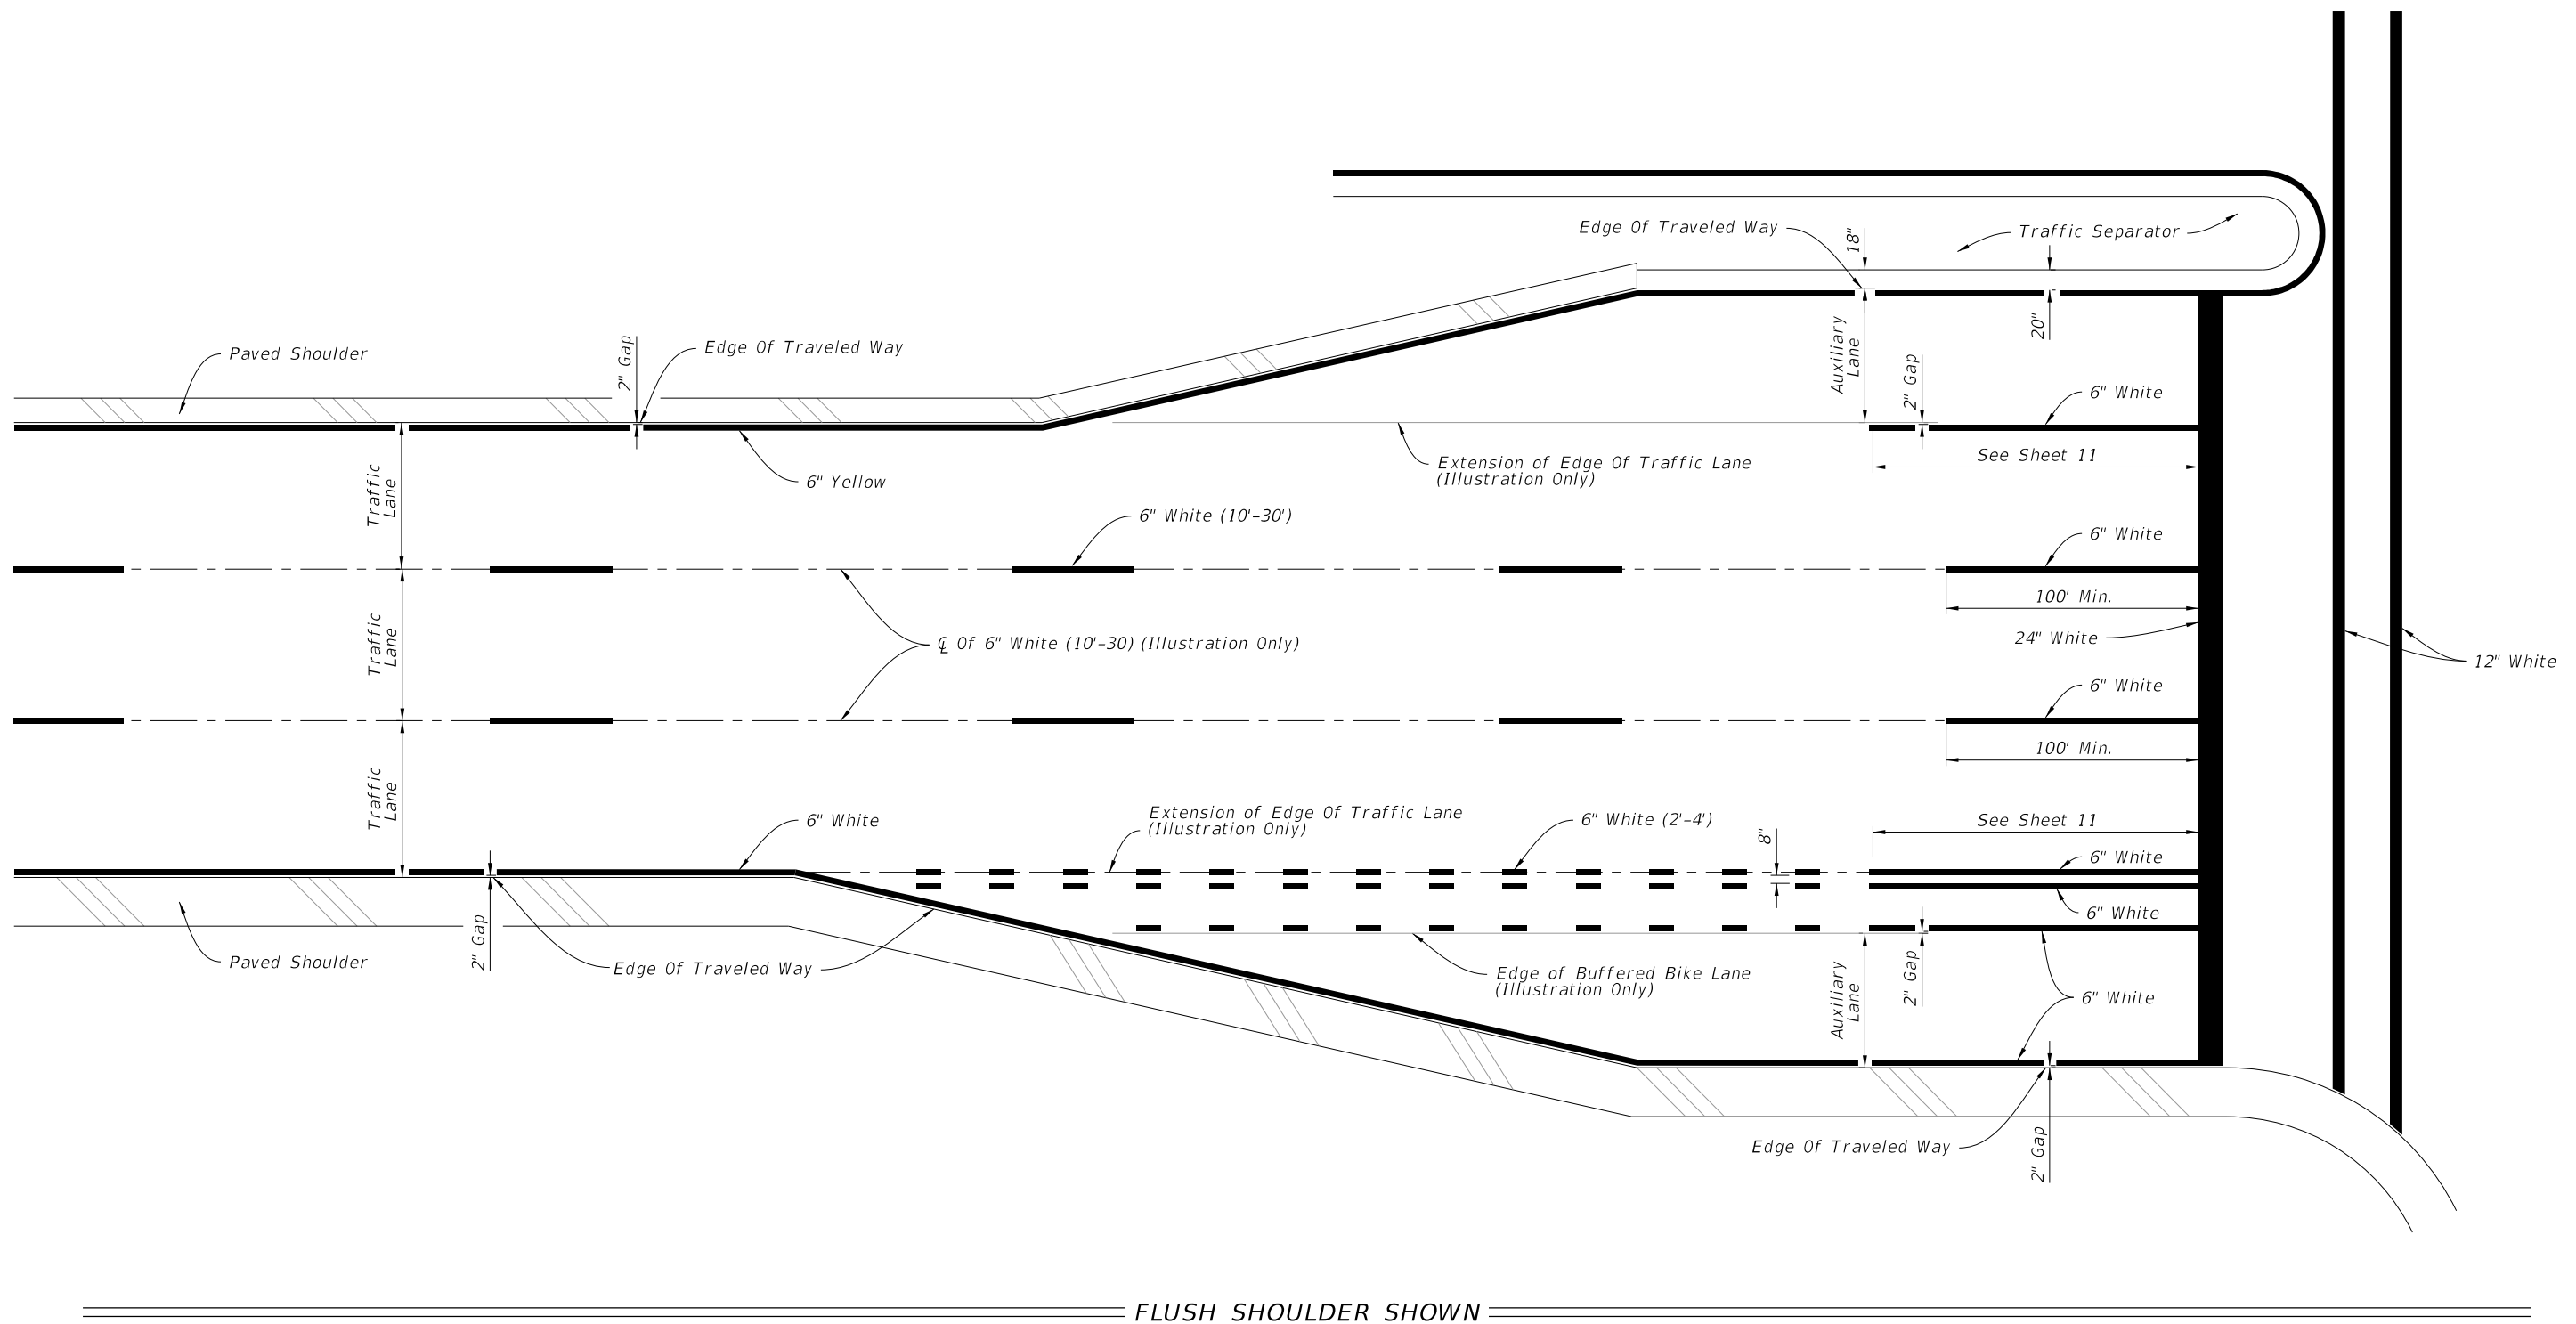 Edge Of Traveled Way
18"
Traffic Separator
20"
Paved Shoulder
2" Gap
Edge Of Traveled Way
Auxiliary
Lane
2" Gap
6" White
See Sheet 11
Extension of Edge Of Traffic Lane
(Illustration Only)
6" Yellow
Traffic
Lane
6" White (10'-30')
6" White
100' Min.
24" White
Traffic
Lane
℄ Of 6" White (10'-30) (Illustration Only)
12" White
6" White
100' Min.
Traffic
Lane
6" White
Extension of Edge Of Traffic Lane
(Illustration Only)
6" White (2'-4')
8"
See Sheet 11
6" White
6" White
2" Gap
Paved Shoulder
Edge Of Traveled Way
Edge of Buffered Bike Lane
(Illustration Only)
Auxiliary
Lane
2" Gap
6" White
Edge Of Traveled Way
2" Gap
FLUSH SHOULDER SHOWN